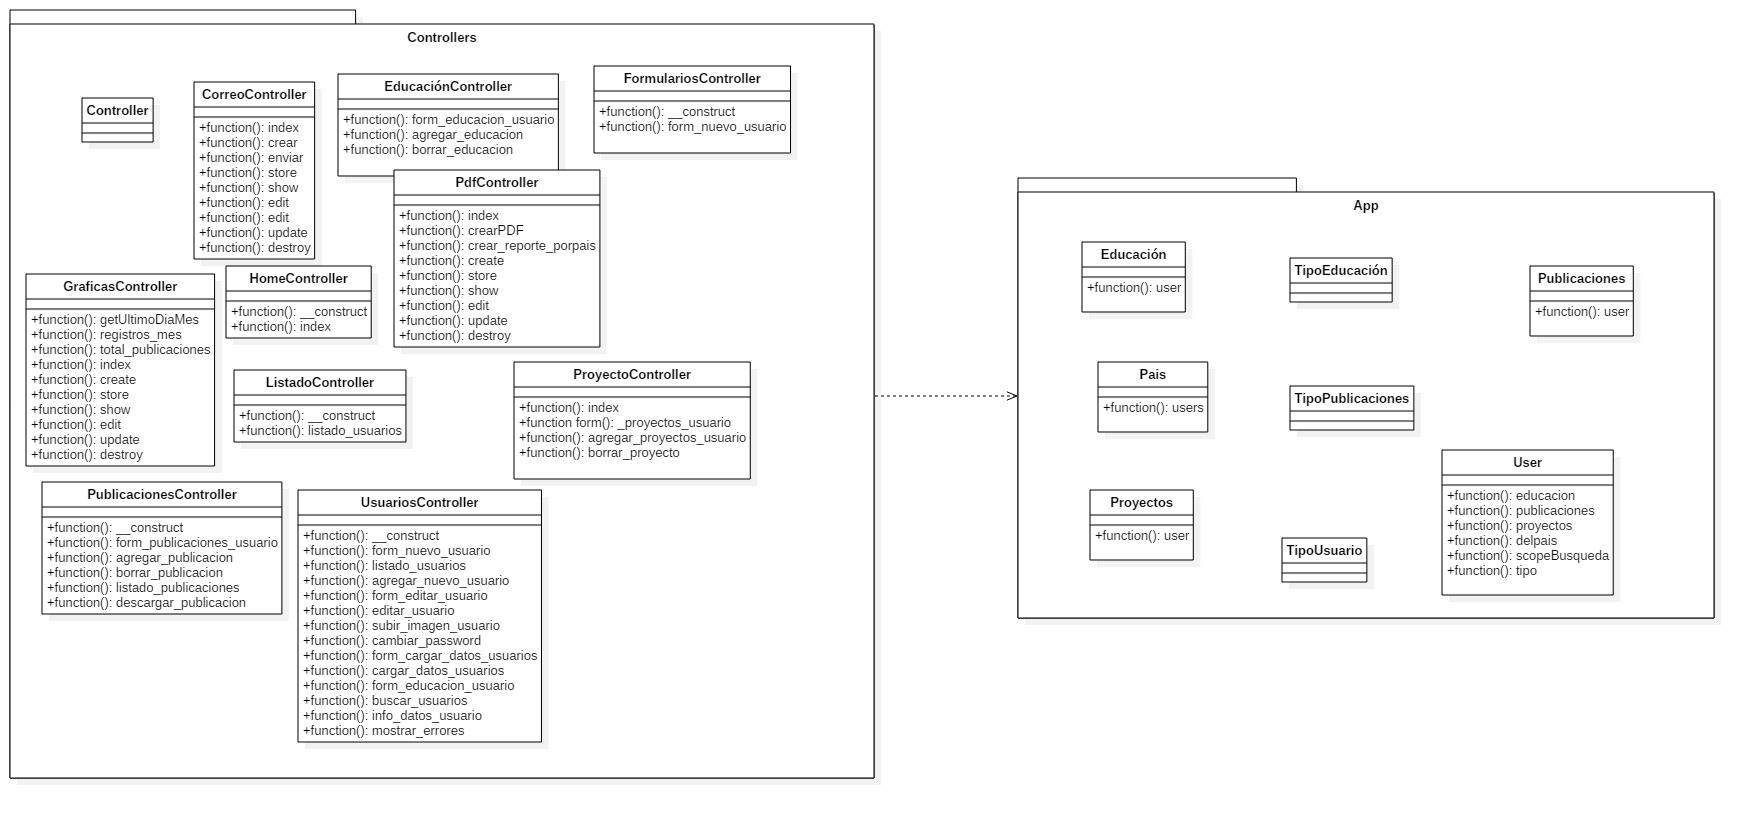 Controllers
Controller
CorreoController
+function(): index
+function(): crear
+function(): enviar
+function(): store
+function(): show
+function(): edit
+function(): edit
+function(): update
+function(): destroy
EducaciónController
+function(): form_educacion_usuario
+function(): agregar_educacion
+function(): borrar_educacion
FormulariosController
+function(): __construct
+function(): form_nuevo_usuario
PdfController
+function(): index
+function(): crearPDF
+function(): crear_reporte_porpais
+function(): create
+function(): store
+function(): show
+function(): edit
+function(): update
+function(): destroy
GraficasController
+function(): getUltimoDiaMes
+function(): registros_mes
+function(): total_publicaciones
+function(): index
+function(): create
+function(): store
+function(): show
+function(): edit
+function(): update
+function(): destroy
HomeController
+function(): __construct
+function(): index
ListadoController
+function(): __construct
+function(): listado_usuarios
ProyectoController
+function(): index
+function form(): _proyectos_usuario
+function(): agregar_proyectos_usuario
+function(): borrar_proyecto
PublicacionesController
+function(): __construct
+function(): form_publicaciones_usuario
+function(): agregar_publicacion
+function(): borrar_publicacion
+function(): listado_publicaciones
+function(): descargar_publicacion
UsuariosController
+function(): __construct
+function(): form_nuevo_usuario
+function(): listado_usuarios
+function(): agregar_nuevo_usuario
+function(): form_editar_usuario
+function(): editar_usuario
+function(): subir_imagen_usuario
+function(): cambiar_password
+function(): form_cargar_datos_usuarios
+function(): cargar_datos_usuarios
+function(): form_educacion_usuario
+function(): buscar_usuarios
+function(): info_datos_usuario
+function(): mostrar_errores
App
Educación
+function(): user
TipoEducación
Publicaciones
+function(): user
Pais
+function(): users
TipoPublicaciones
User
+function(): educacion
+function(): publicaciones
+function(): proyectos
+function(): delpais
+function(): scopeBusqueda
+function(): tipo
Proyectos
+function(): user
TipoUsuario